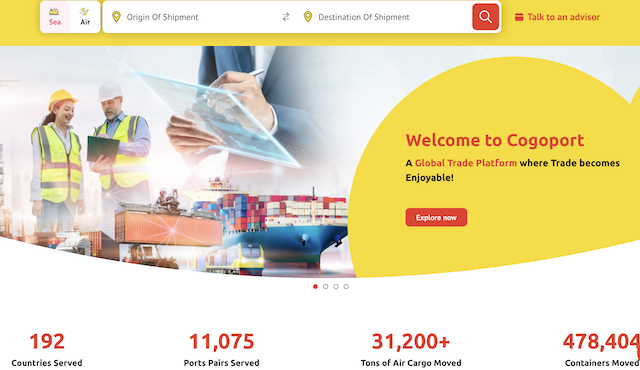 Sea
Air
Origin Of Shipment
Destination Of Shipment
Talk to an advisor
Welcome to Cogoport
A Global Trade Platform where Trade becomes
Enjoyable!
Explore now
192
11,075
31,200+
478,404
Countries Served
Ports Pairs Served
Tons of Air Cargo Moved
Containers Moved